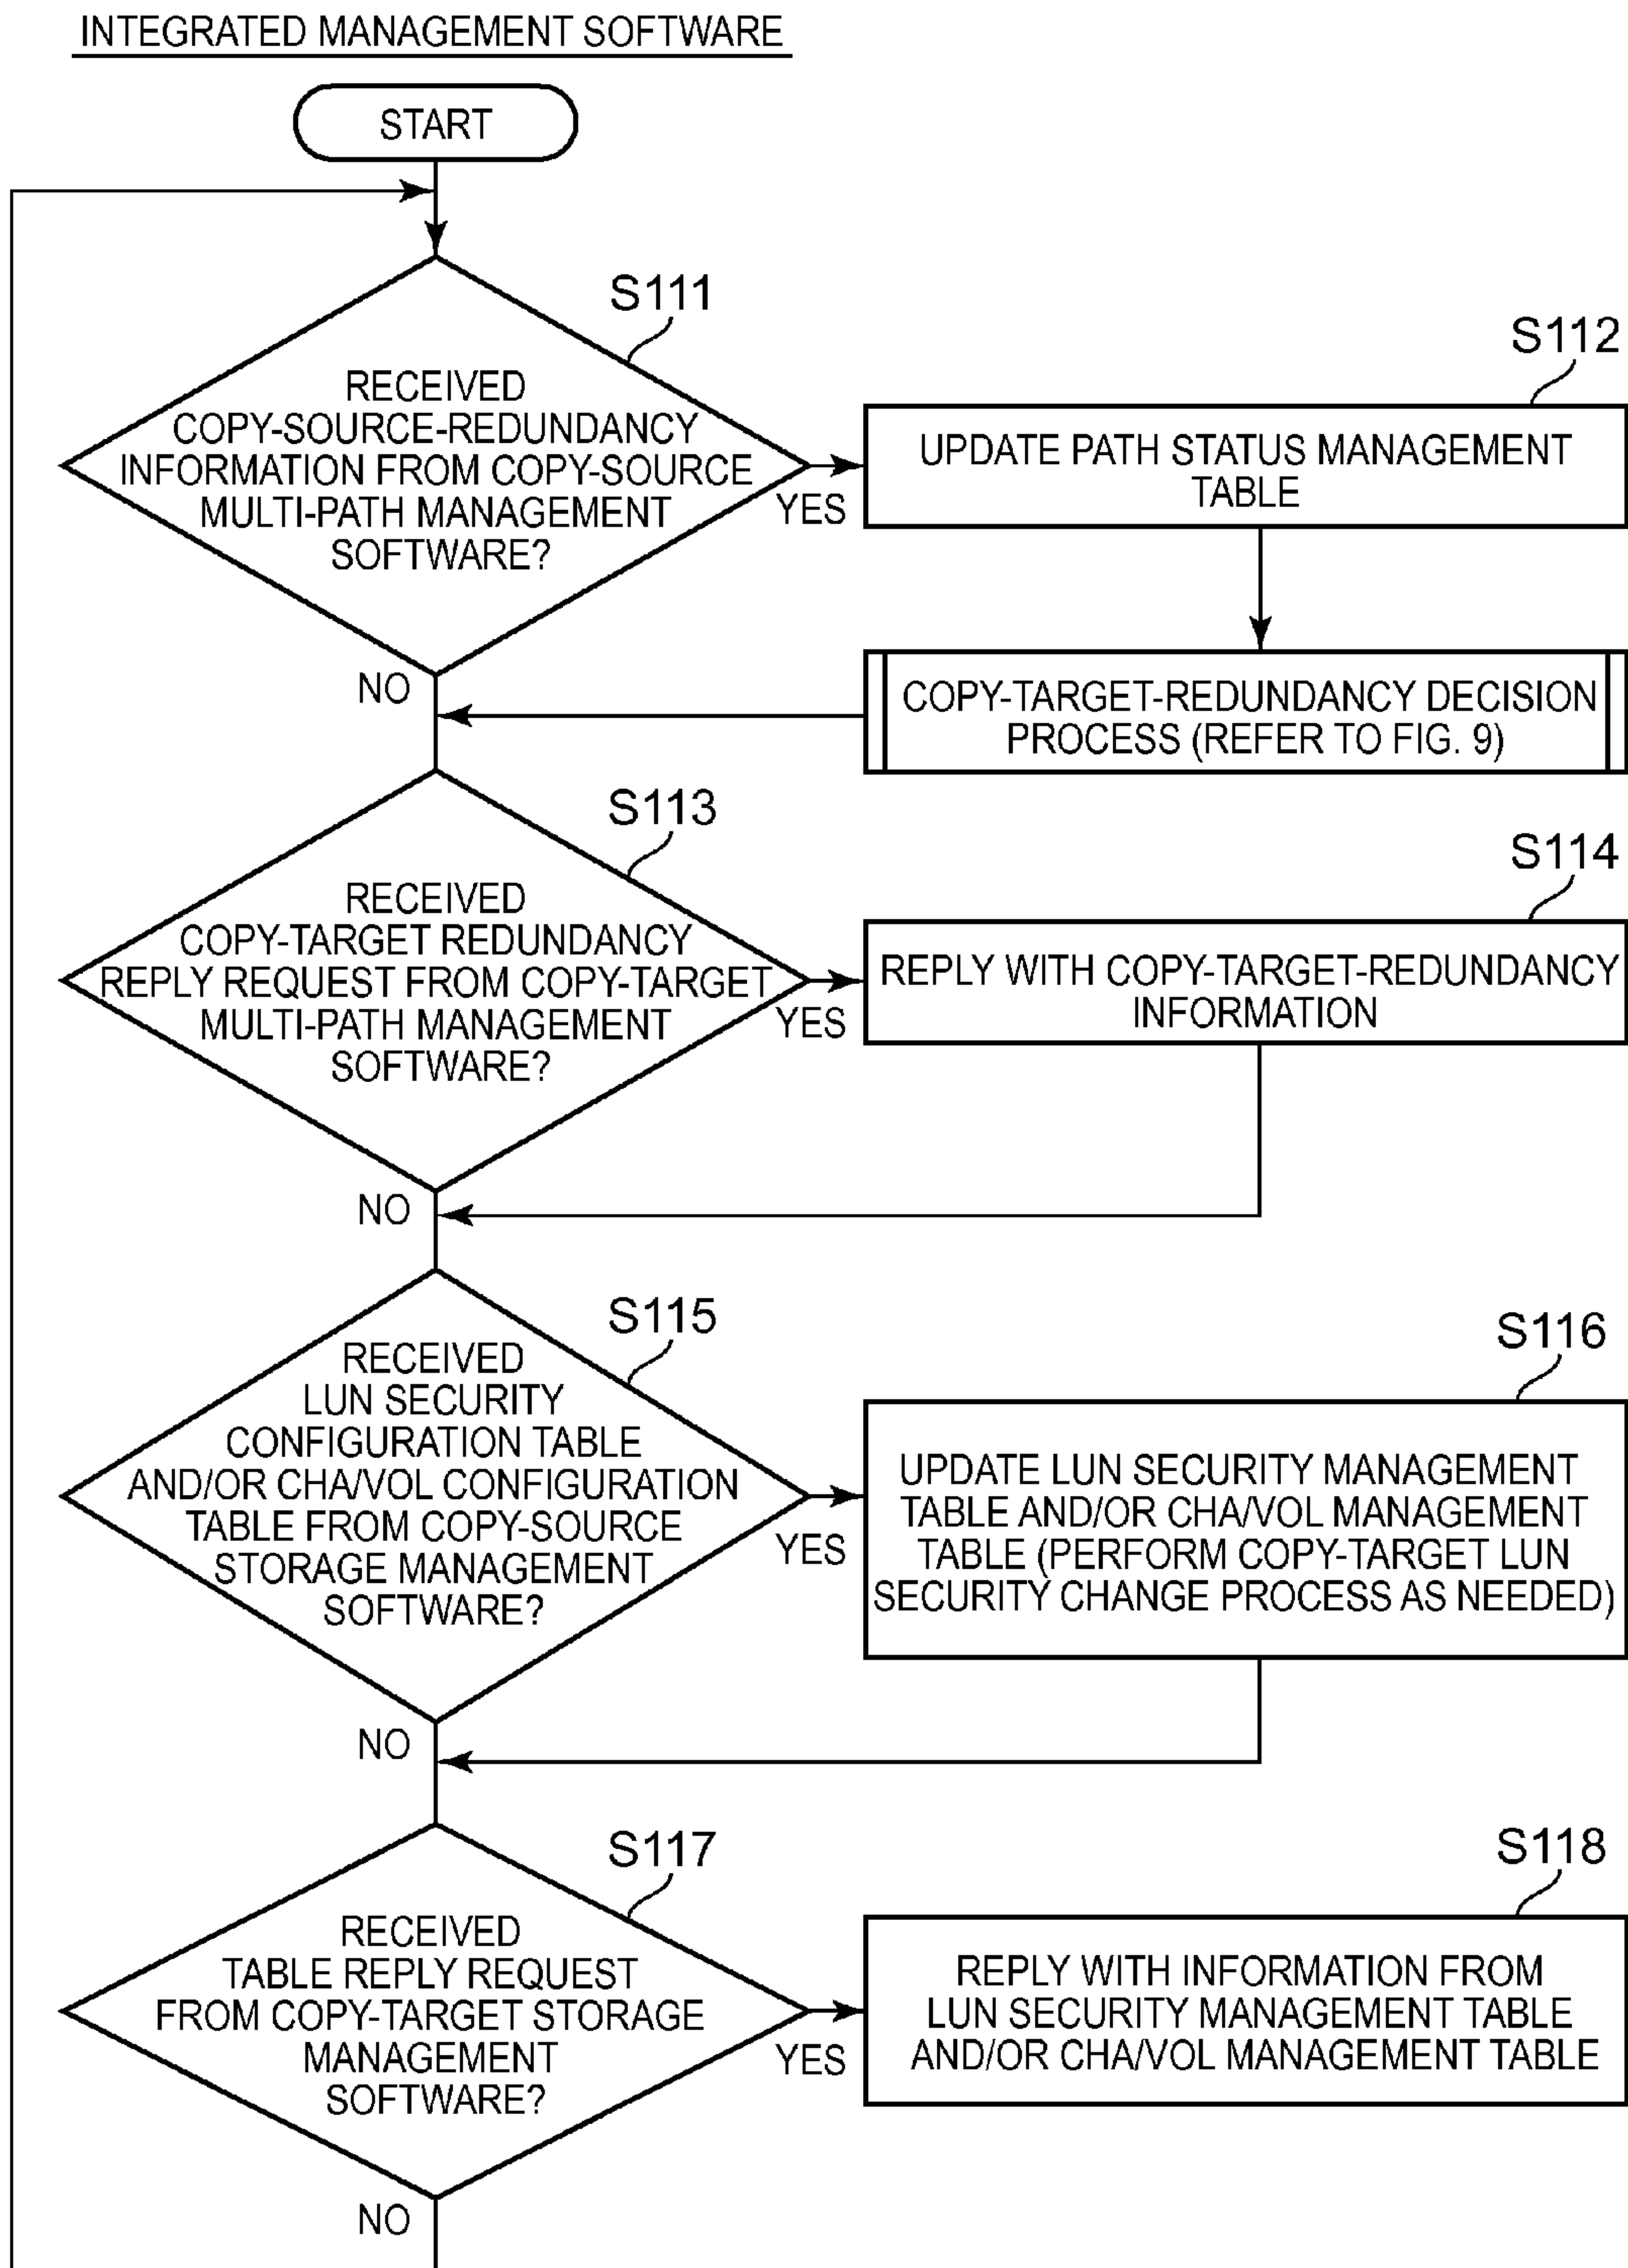 INTEGRATED MANAGEMENT SOFTWARE
START
S111
RECEIVED
COPY-SOURCE-REDUNDANCY
INFORMATION FROM COPY-SOURCE
MULTI-PATH MANAGEMENT
SOFTWARE?
YES
NO
S112
UPDATE PATH STATUS MANAGEMENT
TABLE
COPY-TARGET-REDUNDANCY DECISION
PROCESS (REFER TO FIG. 9)
S113
RECEIVED
COPY-TARGET REDUNDANCY
REPLY REQUEST FROM COPY-TARGET
MULTI-PATH MANAGEMENT
SOFTWARE?
YES
NO
S114
REPLY WITH COPY-TARGET-REDUNDANCY
INFORMATION
S115
RECEIVED
LUN SECURITY
CONFIGURATION TABLE
AND/OR CHA/VOL CONFIGURATION
TABLE FROM COPY-SOURCE
STORAGE MANAGEMENT
SOFTWARE?
YES
NO
S116
UPDATE LUN SECURITY MANAGEMENT
TABLE AND/OR CHA/VOL MANAGEMENT
TABLE (PERFORM COPY-TARGET LUN
SECURITY CHANGE PROCESS AS NEEDED)
S117
RECEIVED
TABLE REPLY REQUEST
FROM COPY-TARGET STORAGE
MANAGEMENT
SOFTWARE?
YES
NO
S118
REPLY WITH INFORMATION FROM
LUN SECURITY MANAGEMENT TABLE
AND/OR CHA/VOL MANAGEMENT TABLE